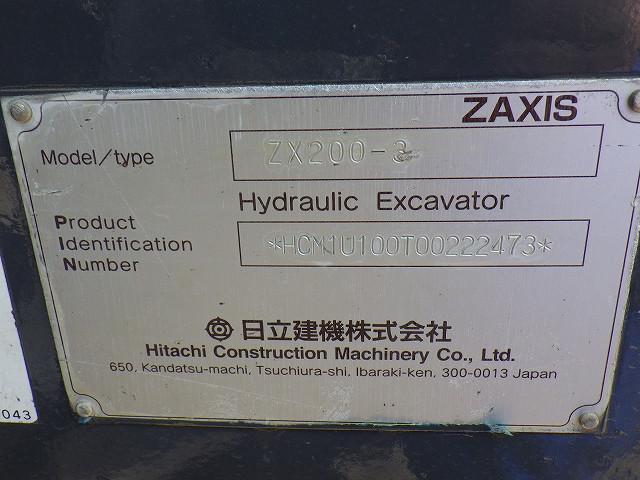 ZAXIS
Model/type ZX200-3
Hydraulic Excavator
Product
Identification
Number
*HCM1U100T00222473*
日立建機株式会社
Hitachi Construction Machinery Co., Ltd.
650, Kandatsu-machi, Tsuchiura-shi, Ibaraki-ken, 300-0013 Japan
043